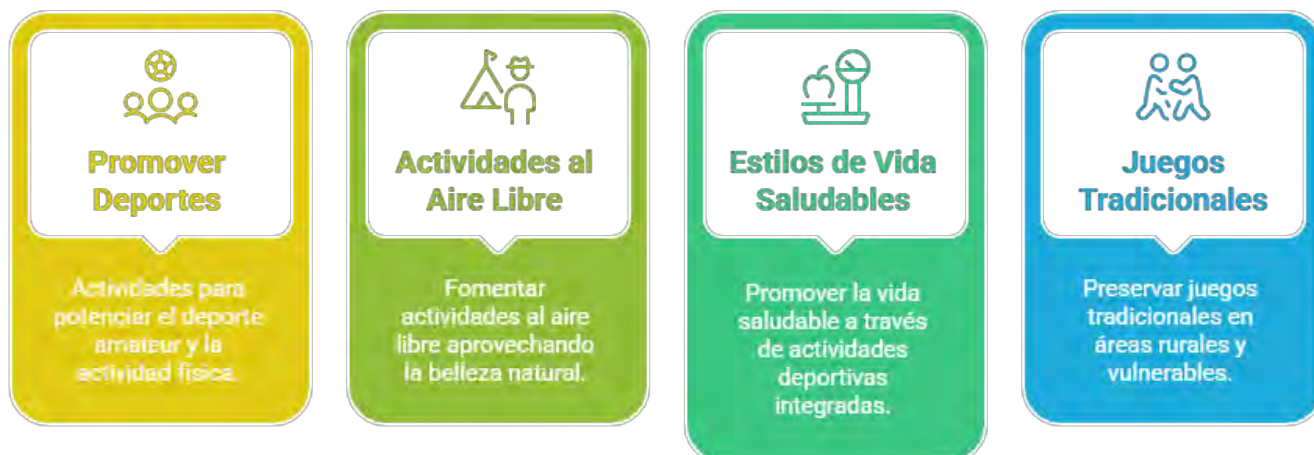 Promover
Deportes
Actividades para
potenciar el deporte
amateur y la
actividad física.
Actividades al
Aire Libre
Fomentar
actividades al aire
libre aprovechando
la belleza natural.
Estilos de Vida
Saludables
Promover la vida
saludable a través
de actividades
deportivas
integradas.
Juegos
Tradicionales
Preservar juegos
tradicionales en
áreas rurales y
vulnerables.